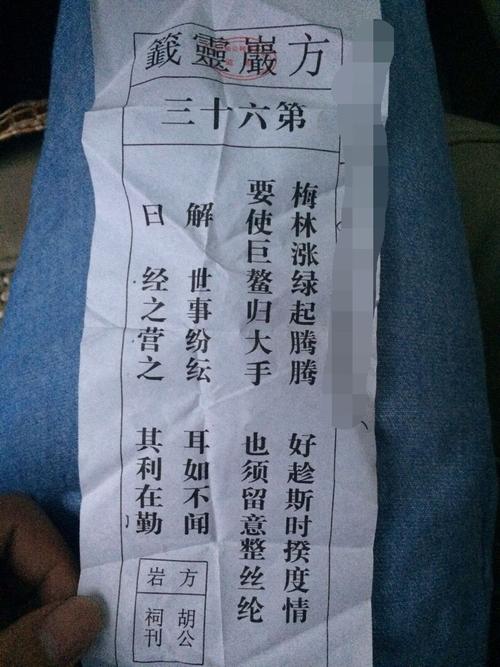 方巖靈籤
第六十三
梅林涨绿起腾腾 好趁斯时揆度情
要使巨鳌归大手 也须留意整丝纶
解 世事纷纭 耳如不闻
曰 经之营之 其利在勤
方岩
胡公
祠刊